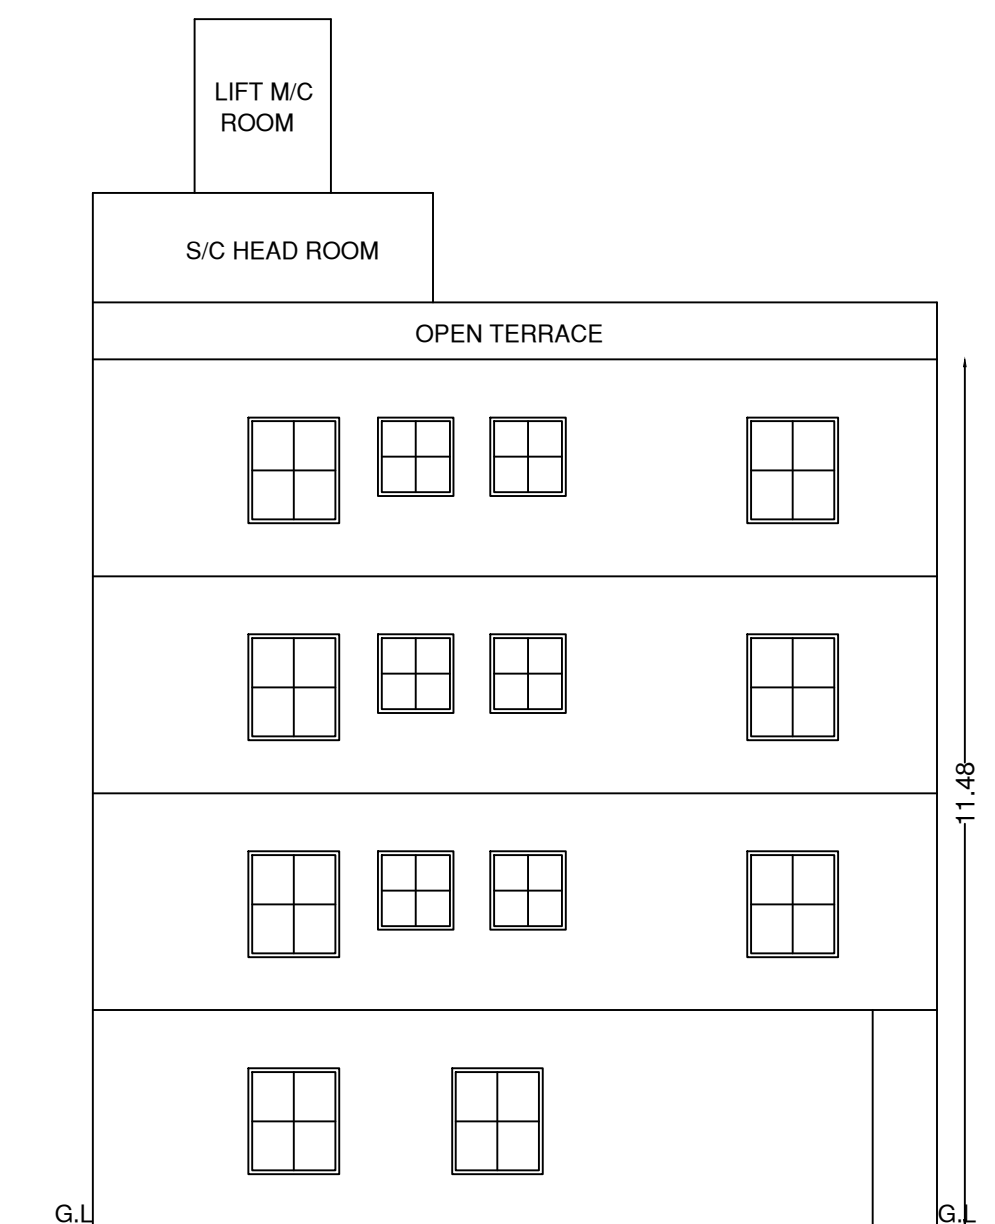 LIFT M/C
ROOM
S/C HEAD ROOM
OPEN TERRACE
11.48
G.L
G.L